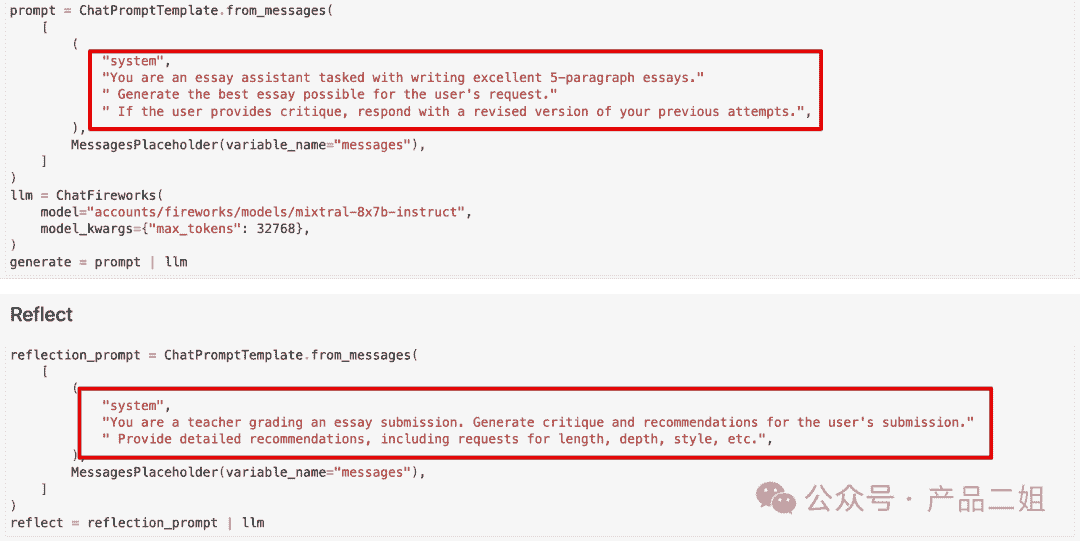 prompt = ChatPromptTemplate.from_messages(
    [
        (
            "system",
            "You are an essay assistant tasked with writing excellent 5-paragraph essays."
            " Generate the best essay possible for the user's request."
            " If the user provides critique, respond with a revised version of your previous attempts.",
        ),
        MessagesPlaceholder(variable_name="messages"),
    ]
)
llm = ChatFireworks(
    model="accounts/fireworks/models/mixtral-8x7b-instruct",
    model_kwargs={"max_tokens": 32768},
)
generate = prompt | llm
Reflect
reflection_prompt = ChatPromptTemplate.from_messages(
    [
        (
            "system",
            "You are a teacher grading an essay submission. Generate critique and recommendations for the user's submission."
            " Provide detailed recommendations, including requests for length, depth, style, etc.",
        ),
        MessagesPlaceholder(variable_name="messages"),
    ]
)
reflect = reflection_prompt | llm
公众号 · 产品二姐